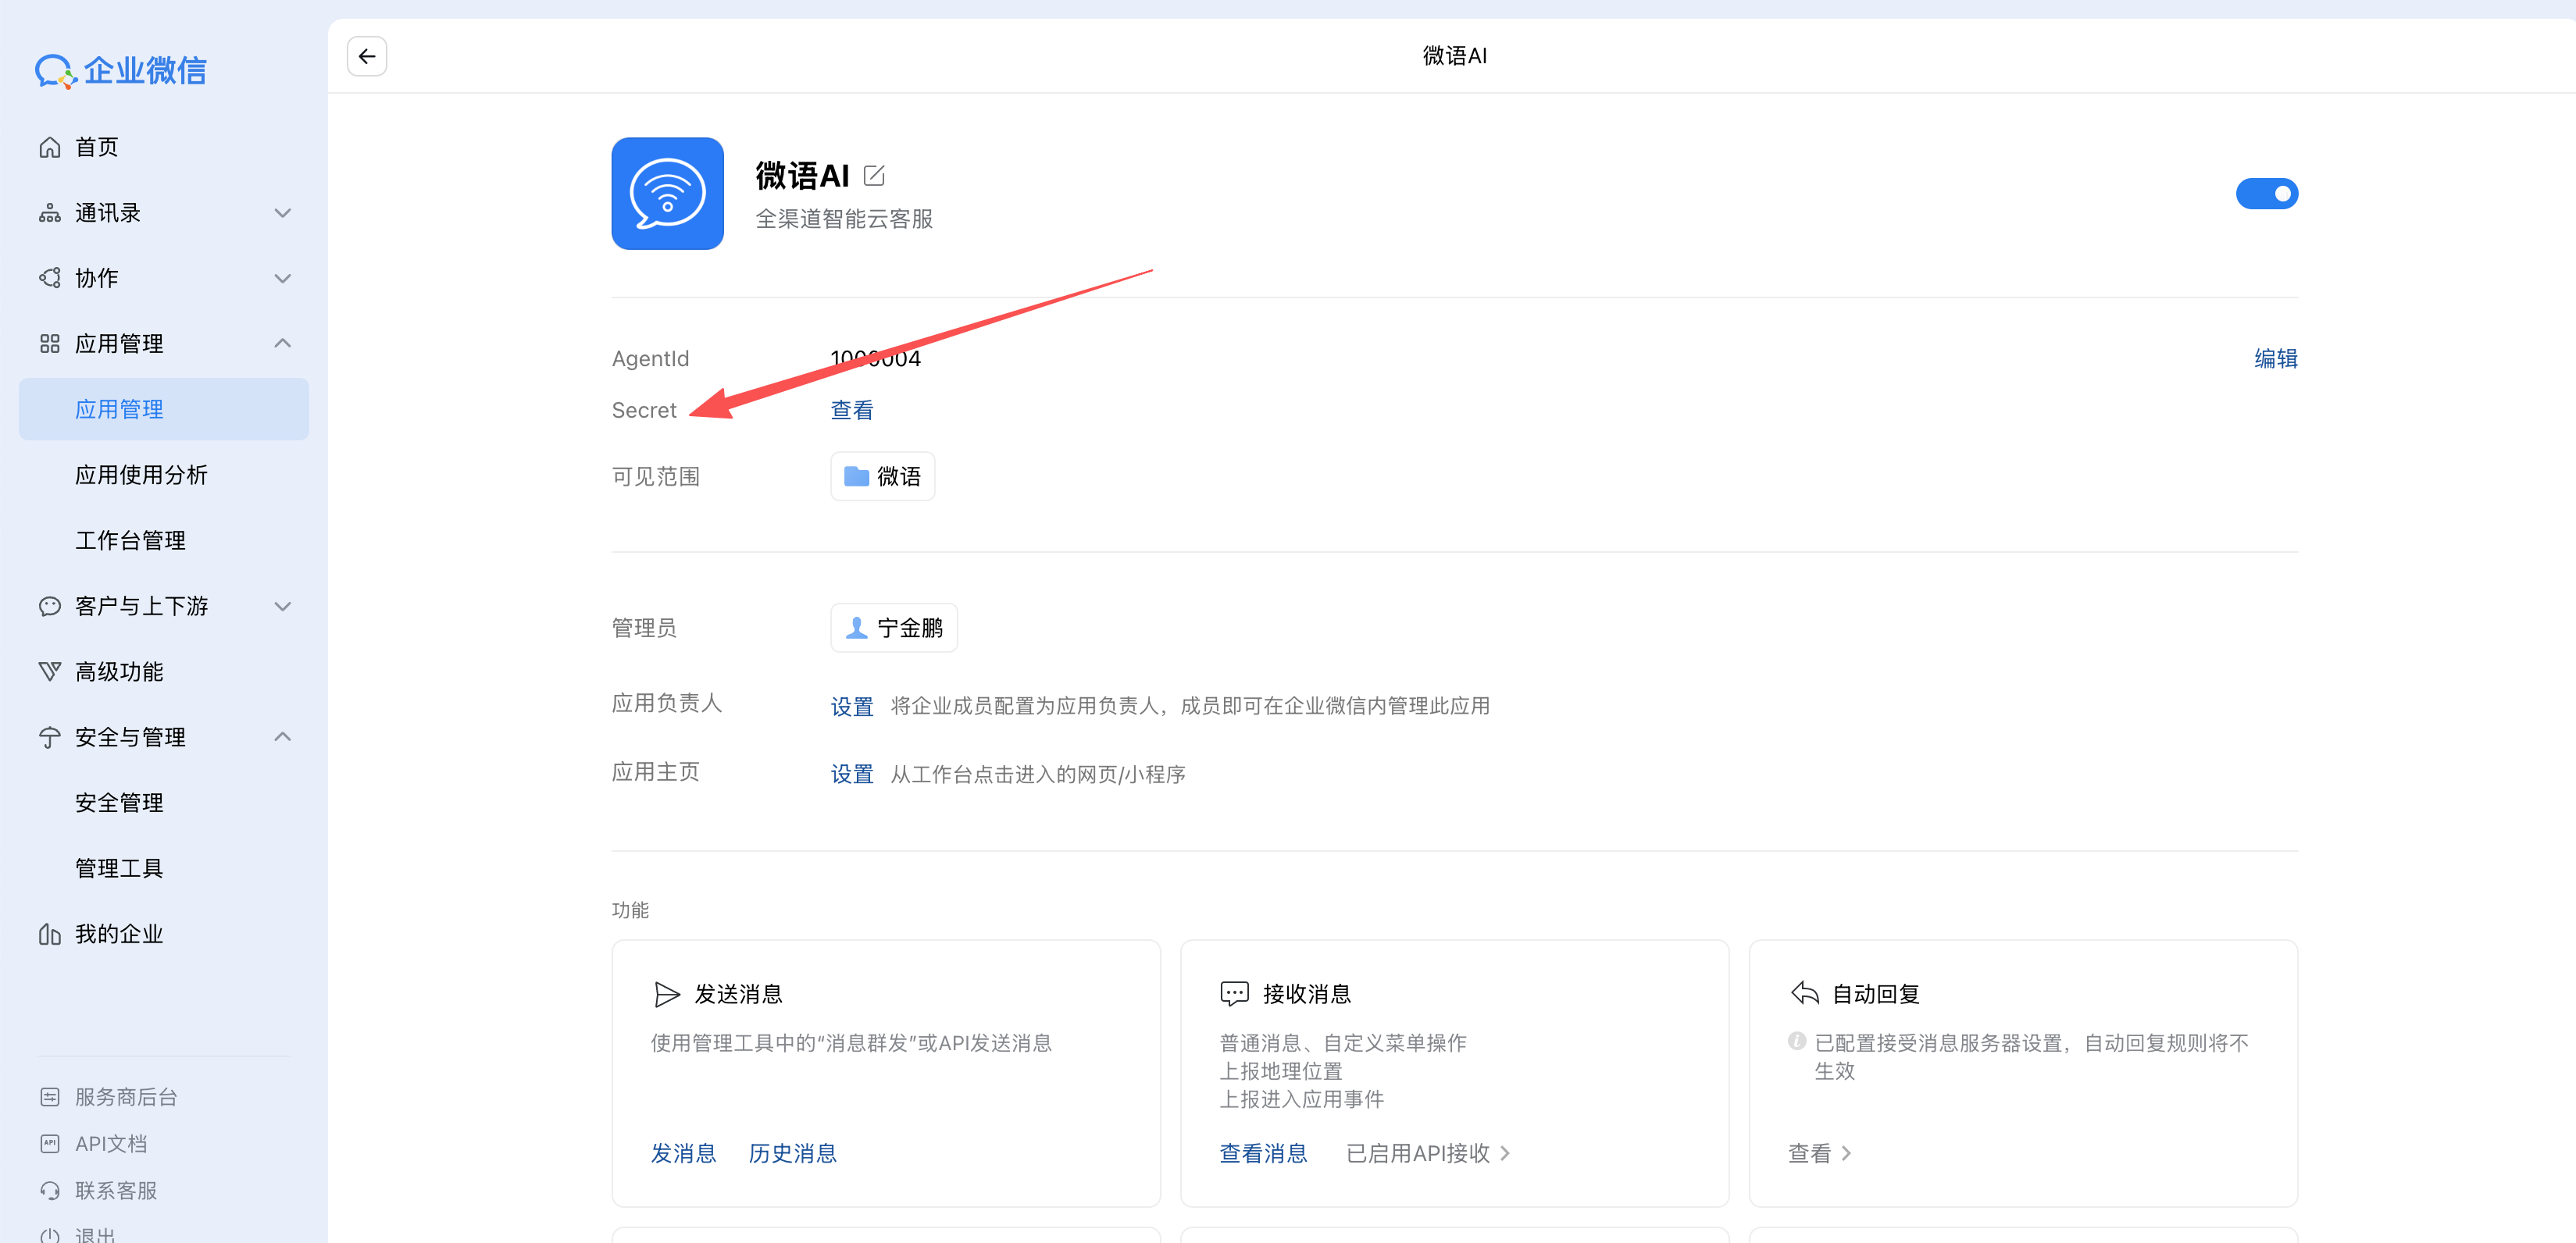 企业微信
首页
通讯录
协作
应用管理
应用管理
应用使用分析
工作台管理
客户与上下游
高级功能
安全与管理
安全管理
管理工具
我的企业
服务商后台
API文档
联系客服
退出
微语AI
微语AI
全渠道智能云客服
AgentId 1000004 编辑
Secret 查看
可见范围 微语
管理员 宁金鹏
应用负责人 设置 将企业成员配置为应用负责人，成员即可在企业微信内管理此应用
应用主页 设置 从工作台点击进入的网页/小程序
功能
发送消息
使用管理工具中的“消息群发”或API发送消息
发消息 历史消息
接收消息
普通消息、自定义菜单操作
上报地理位置
上报进入应用事件
查看消息 已启用API接收
自动回复
已配置接受消息服务器设置，自动回复规则将不
生效
查看